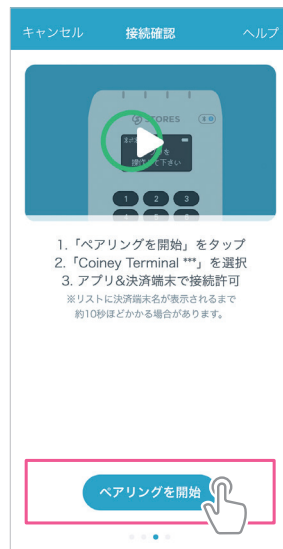 キャンセル 接続確認 ヘルプ
STORES
操作して下さい
1 2 3
1.「ペアリングを開始」をタップ
2.「Coiney Terminal ***」を選択
3. アプリ&決済端末で接続許可
※リストに決済端末名が表示されるまで
約10秒ほどかかる場合があります。
ペアリングを開始